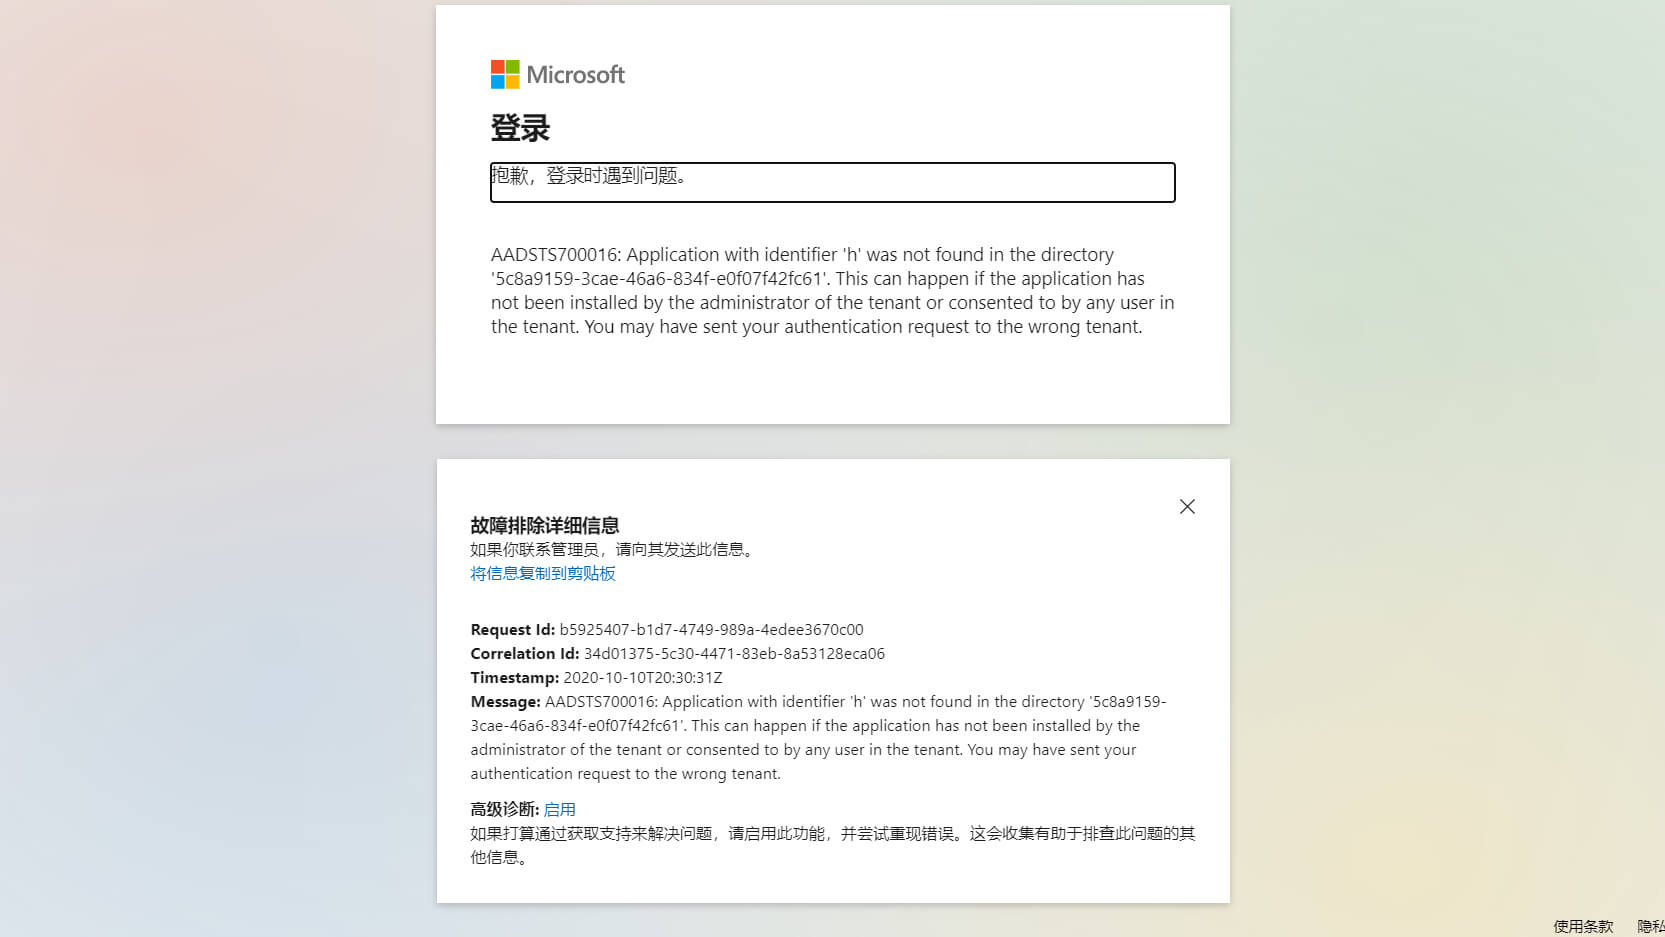 Microsoft
登录
抱歉，登录时遇到问题。
AADSTS700016: Application with identifier 'h' was not found in the directory
'5c8a9159-3cae-46a6-834f-e0f07f42fc61'. This can happen if the application has
not been installed by the administrator of the tenant or consented to by any user in
the tenant. You may have sent your authentication request to the wrong tenant.
故障排除详细信息
如果你联系管理员，请向其发送此信息。
将信息复制到剪贴板
Request Id: b5925407-b1d7-4749-989a-4edee3670c00
Correlation Id: 34d01375-5c30-4471-83eb-8a53128eca06
Timestamp: 2020-10-10T20:30:31Z
Message: AADSTS700016: Application with identifier 'h' was not found in the directory '5c8a9159-
3cae-46a6-834f-e0f07f42fc61'. This can happen if the application has not been installed by the
administrator of the tenant or consented to by any user in the tenant. You may have sent your
authentication request to the wrong tenant.
高级诊断: 启用
如果打算通过获取支持来解决问题，请启用此功能，并尝试重现错误。这会收集有助于排查此问题的其
他信息。
使用条款 隐私